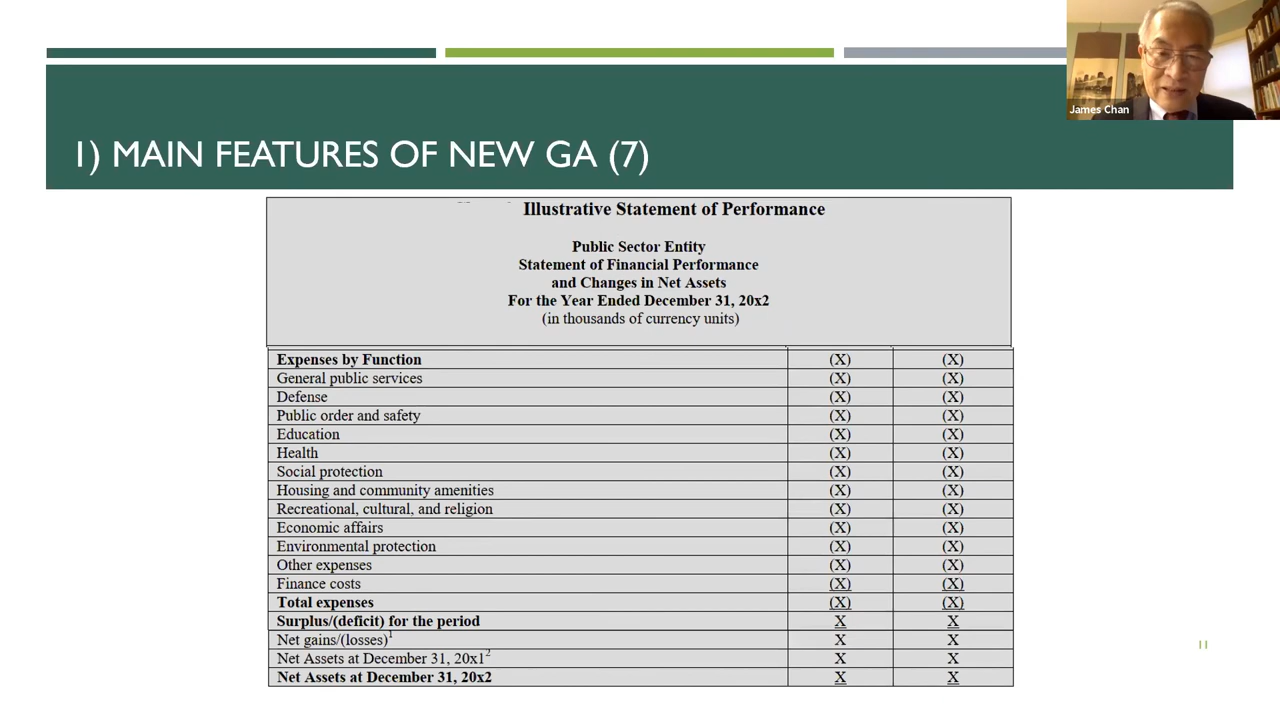 James Chan
1) MAIN FEATURES OF NEW GA (7)
Illustrative Statement of Performance
Public Sector Entity
Statement of Financial Performance
and Changes in Net Assets
For the Year Ended December 31, 20x2
(in thousands of currency units)
Expenses by Function (X) (X)
General public services (X) (X)
Defense (X) (X)
Public order and safety (X) (X)
Education (X) (X)
Health (X) (X)
Social protection (X) (X)
Housing and community amenities (X) (X)
Recreational, cultural, and religion (X) (X)
Economic affairs (X) (X)
Environmental protection (X) (X)
Other expenses (X) (X)
Finance costs (X) (X)
Total expenses (X) (X)
Surplus/(deficit) for the period X X
Net gains/(losses)1 X X
Net Assets at December 31, 20x12 X X
Net Assets at December 31, 20x2 X X
11